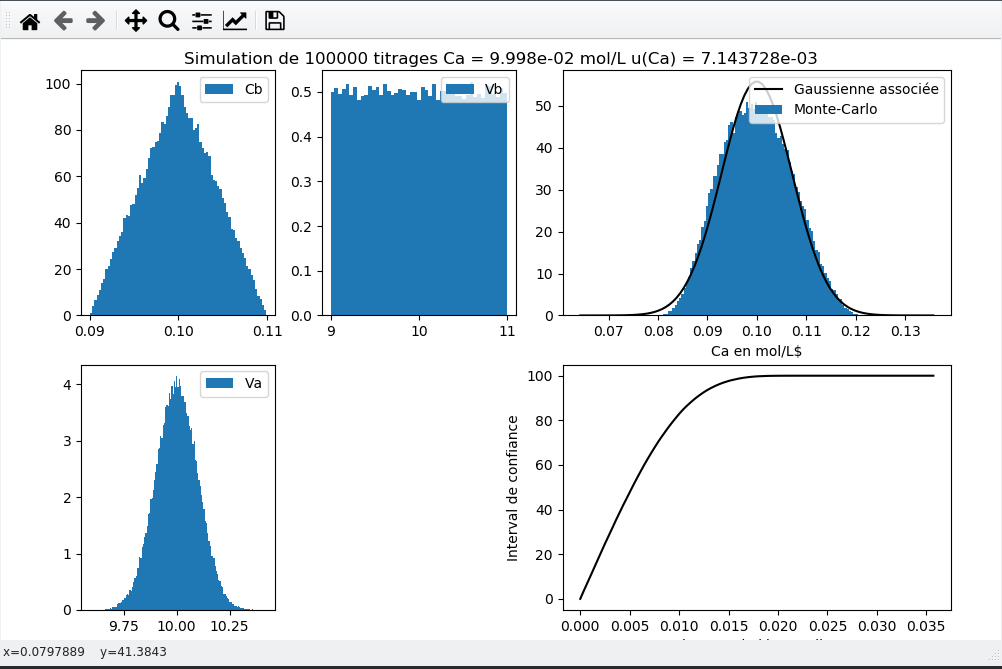 Simulation de 100000 titrages Ca = 9.998e-02 mol/L u(Ca) = 7.143728e-03
100
80
60
40
20
0
0.09 0.10 0.11
Cb
0.5
0.4
0.3
0.2
0.1
0.0
9 10 11
Vb
50
40
30
20
10
0
0.07 0.08 0.09 0.10 0.11 0.12 0.13
Gaussienne associée
Monte-Carlo
Ca en mol/L$
4
3
2
1
0
9.75 10.00 10.25
Va
Interval de confiance
100
80
60
40
20
0
0.000 0.005 0.010 0.015 0.020 0.025 0.030 0.035
x=0.0797889 y=41.3843